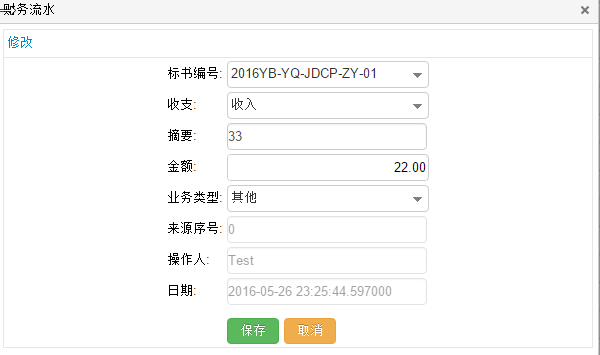 财务流水
修改
标书编号: 2016YB-YQ-JDCP-ZY-01
收支: 收入
摘要: 33
金额: 22.00
业务类型: 其他
来源序号: 0
操作人: Test
日期: 2016-05-26 23:25:44.597000
保存 取消